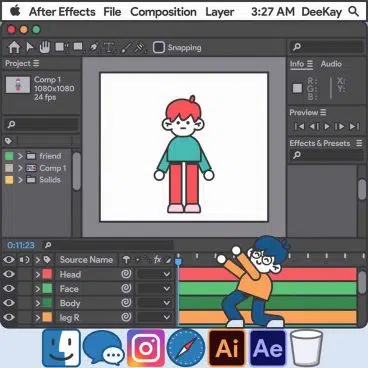 After Effects File Composition Layer 3:27 AM DeeKay
Snapping
Project
Comp 1
1080x1080
24 fps
friend
Comp 1
Solids
Info Audio
R: X:
G: Y:
B:
Preview
Effects & Presets
0:11:23
Source Name fx
Head
Face
Body
leg R
Ai Ae